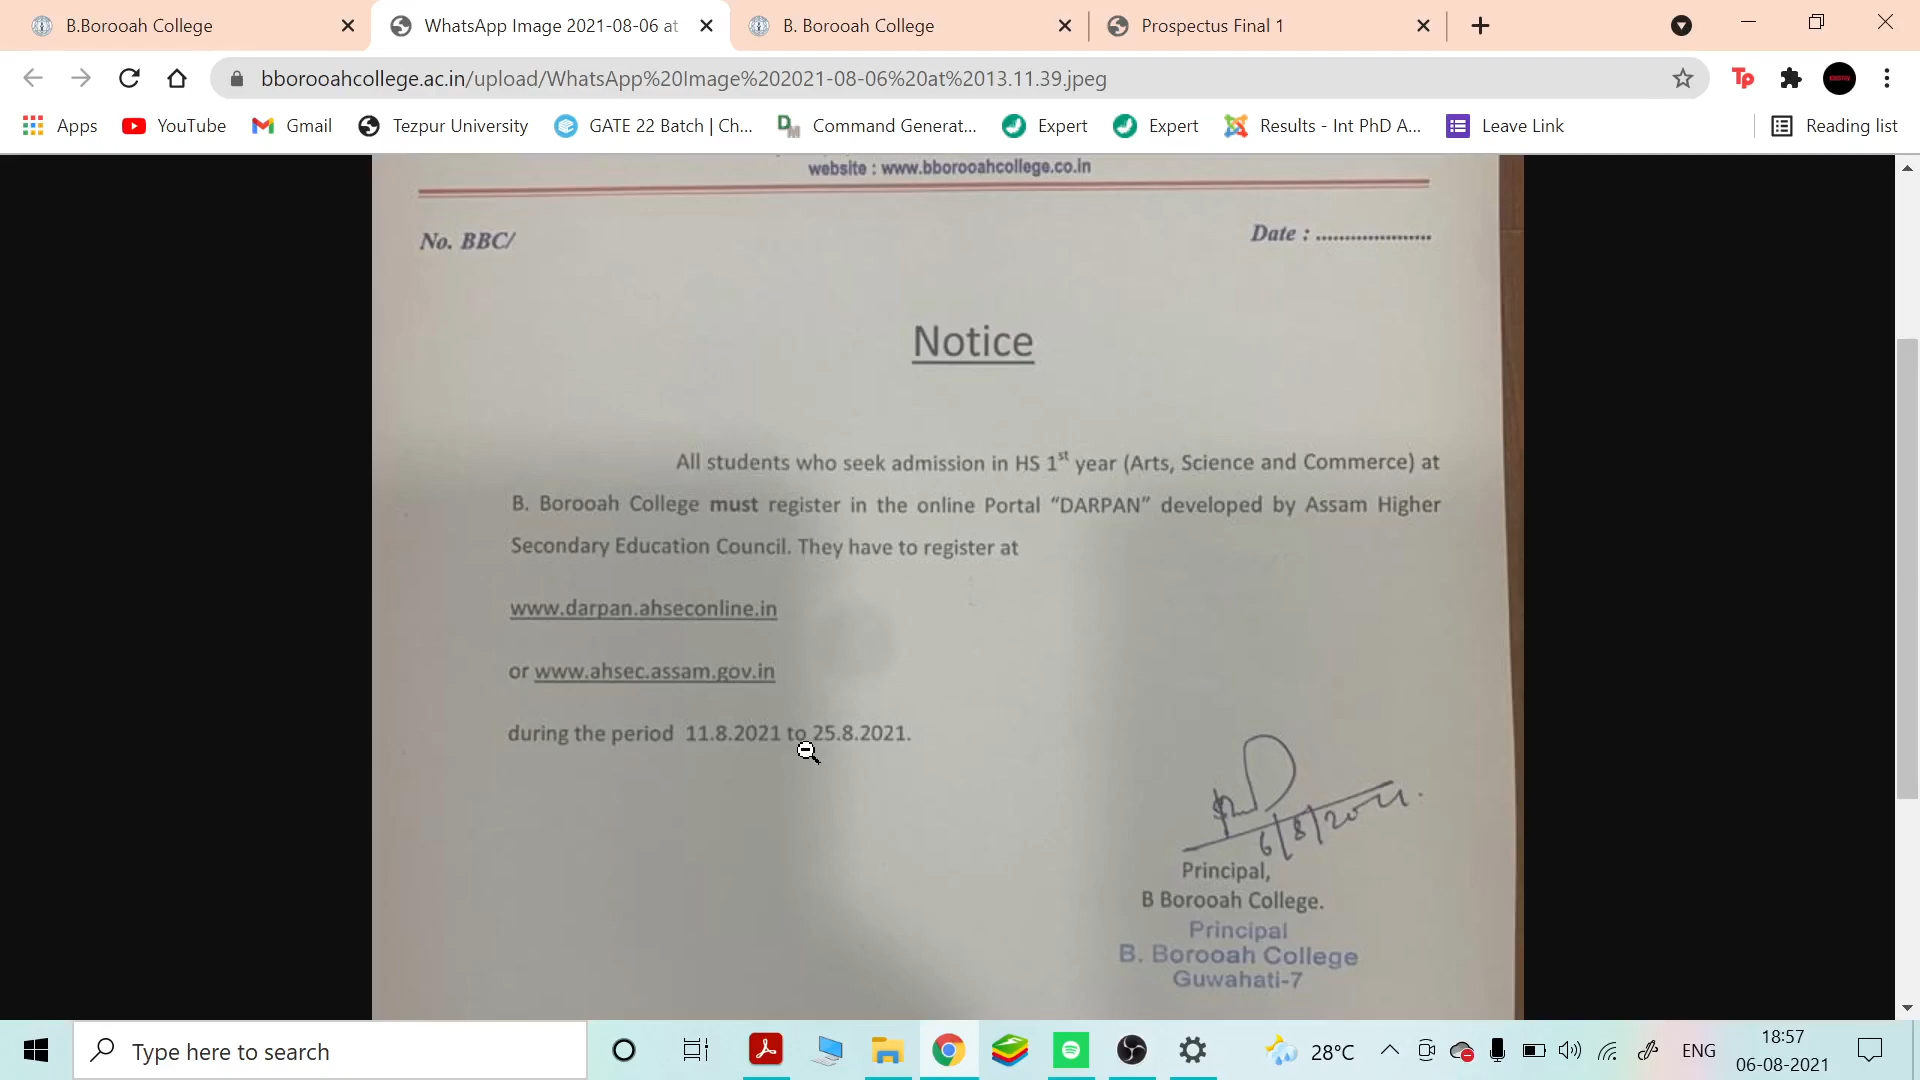 B.Borooah College
WhatsApp Image 2021-08-06 at
B. Borooah College
Prospectus Final 1
bborooahcollege.ac.in/upload/WhatsApp%20Image%202021-08-06%20at%2013.11.39.jpeg
Tp
Apps
YouTube
Gmail
Tezpur University
GATE 22 Batch | Ch...
DM
Command Generat...
Expert
Expert
Results - Int PhD A...
Leave Link
Reading list
website : www.bborooahcollege.co.in
No. BBC/
Date : .....................
Notice
All students who seek admission in HS 1st year (Arts, Science and Commerce) at
B. Borooah College must register in the online Portal “DARPAN” developed by Assam Higher
Secondary Education Council. They have to register at
www.darpan.ahseconline.in
or www.ahsec.assam.gov.in
during the period 11.8.2021 to 25.8.2021.
6/8/2021.
Principal,
B Borooah College.
Principal
B. Borooah College
Guwahati-7
Type here to search
28°C
ENG
18:57
06-08-2021